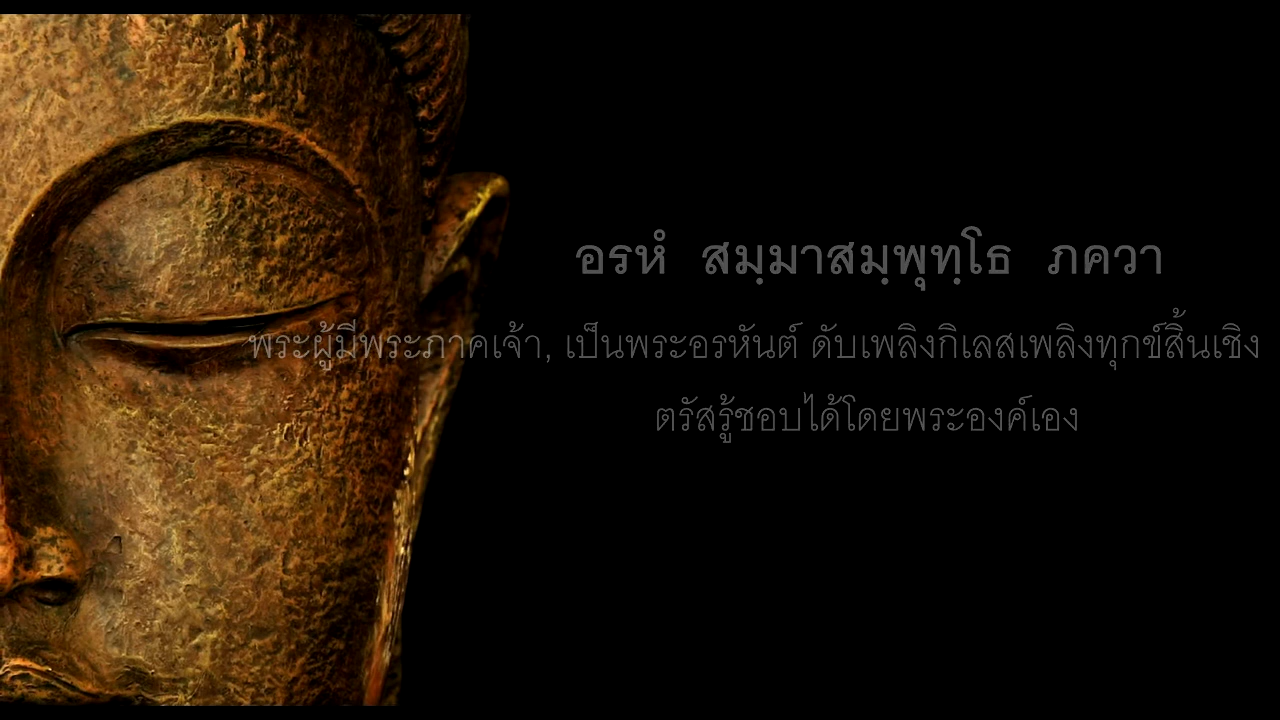 อรหํ สมฺมาสมฺพุทฺโธ ภควา
พระผู้มีพระภาคเจ้า, เป็นพระอรหันต์ ดับเพลิงกิเลสเพลิงทุกข์สิ้นเชิง
ตรัสรู้ชอบได้โดยพระองค์เอง